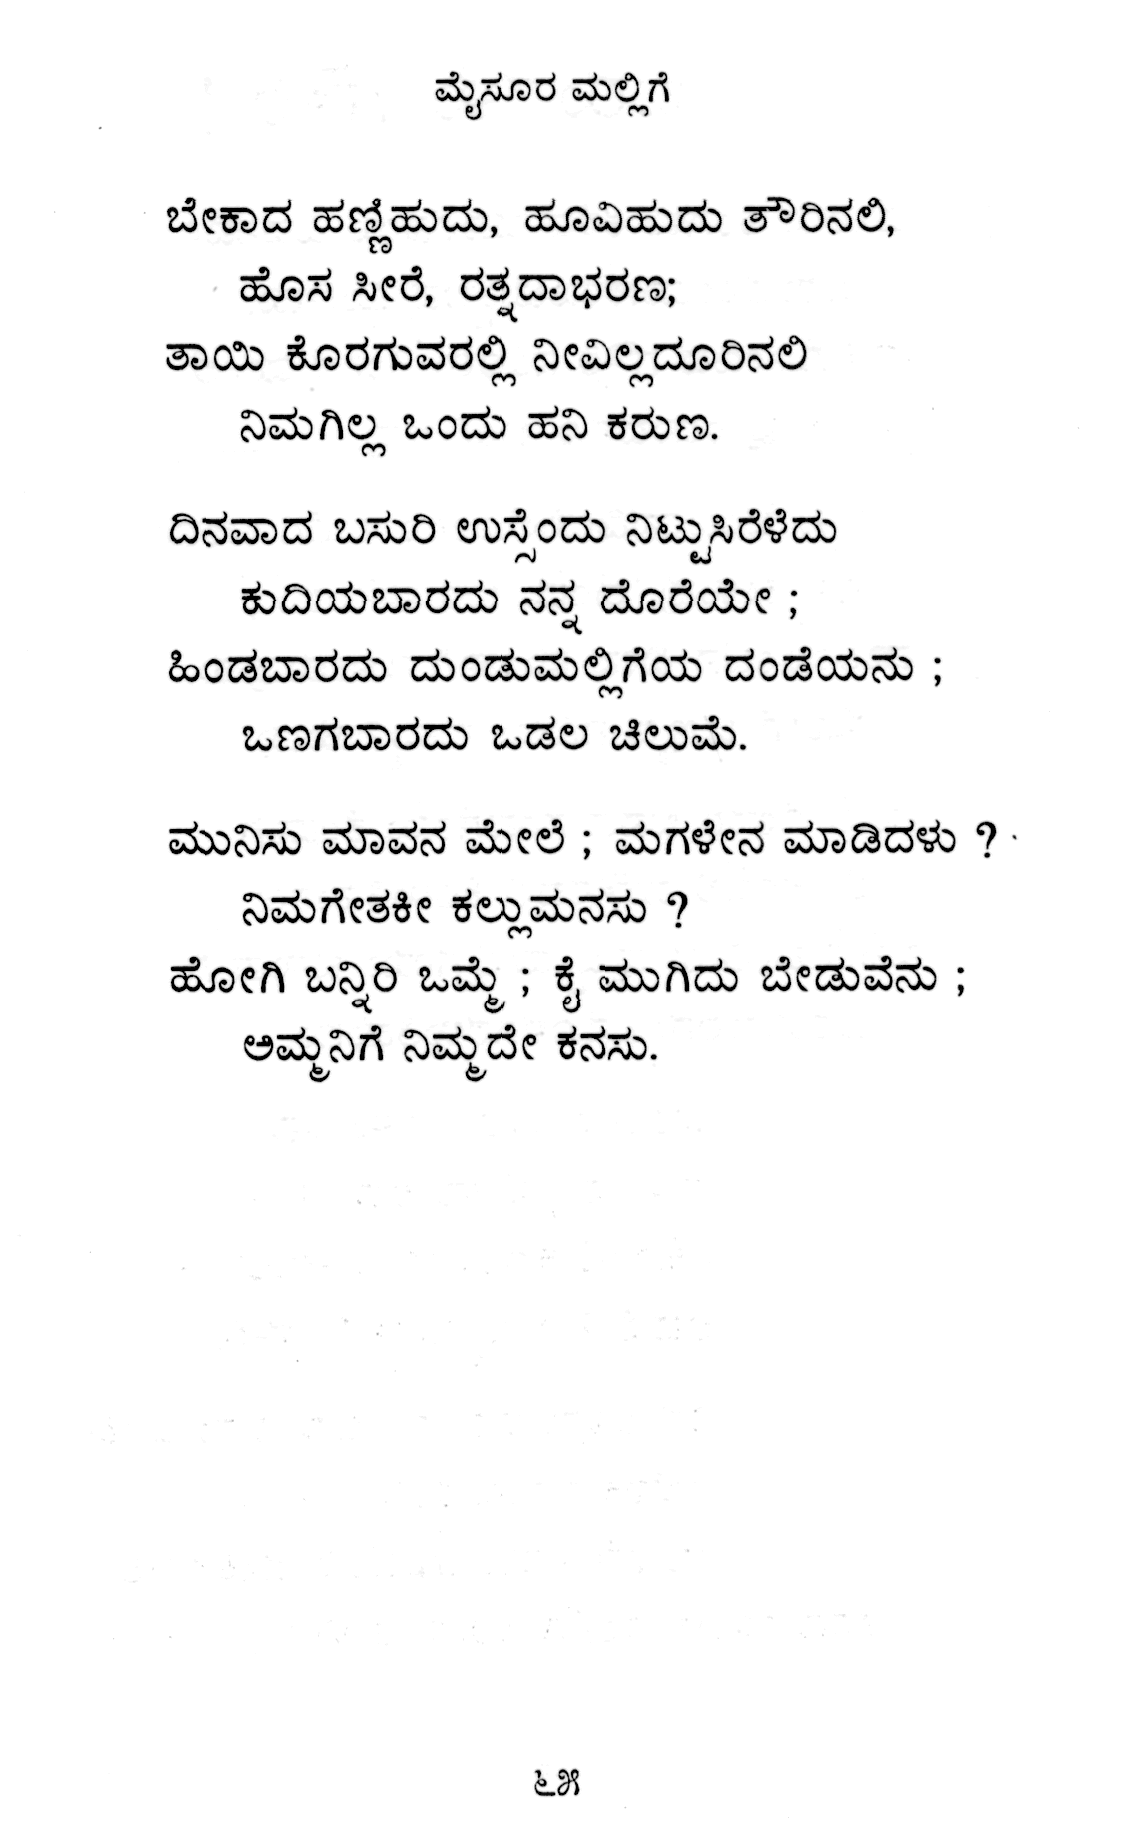 ಮೈಸೂರ ಮಲ್ಲಿಗೆ
ಬೇಕಾದ ಹಣ್ಣಿಹುದು, ಹೂವಿಹುದು ತೌರಿನಲಿ,
ಹೊಸ ಸೀರೆ, ರತ್ನದಾಭರಣ;
ತಾಯಿ ಕೊರಗುವರಲ್ಲಿ ನೀವಿಲ್ಲದೂರಿನಲಿ
ನಿಮಗಿಲ್ಲ ಒಂದು ಹನಿ ಕರುಣ.
ದಿನವಾದ ಬಸುರಿ ಉಸ್ಸೆಂದು ನಿಟ್ಟುಸಿರೆಳೆದು
ಕುದಿಯಬಾರದು ನನ್ನ ದೊರೆಯೇ ;
ಹಿಂಡಬಾರದು ದುಂಡುಮಲ್ಲಿಗೆಯ ದಂಡೆಯನು ;
ಒಣಗಬಾರದು ಒಡಲ ಚಿಲುಮೆ.
ಮುನಿಸು ಮಾವನ ಮೇಲೆ ; ಮಗಳೇನ ಮಾಡಿದಳು ?
ನಿಮಗೇತಕೀ ಕಲ್ಲುಮನಸು ?
ಹೋಗಿ ಬನ್ನಿರಿ ಒಮ್ಮೆ ; ಕೈ ಮುಗಿದು ಬೇಡುವೆನು ;
ಅಮ್ಮನಿಗೆ ನಿಮ್ಮದೇ ಕನಸು.
೬೫